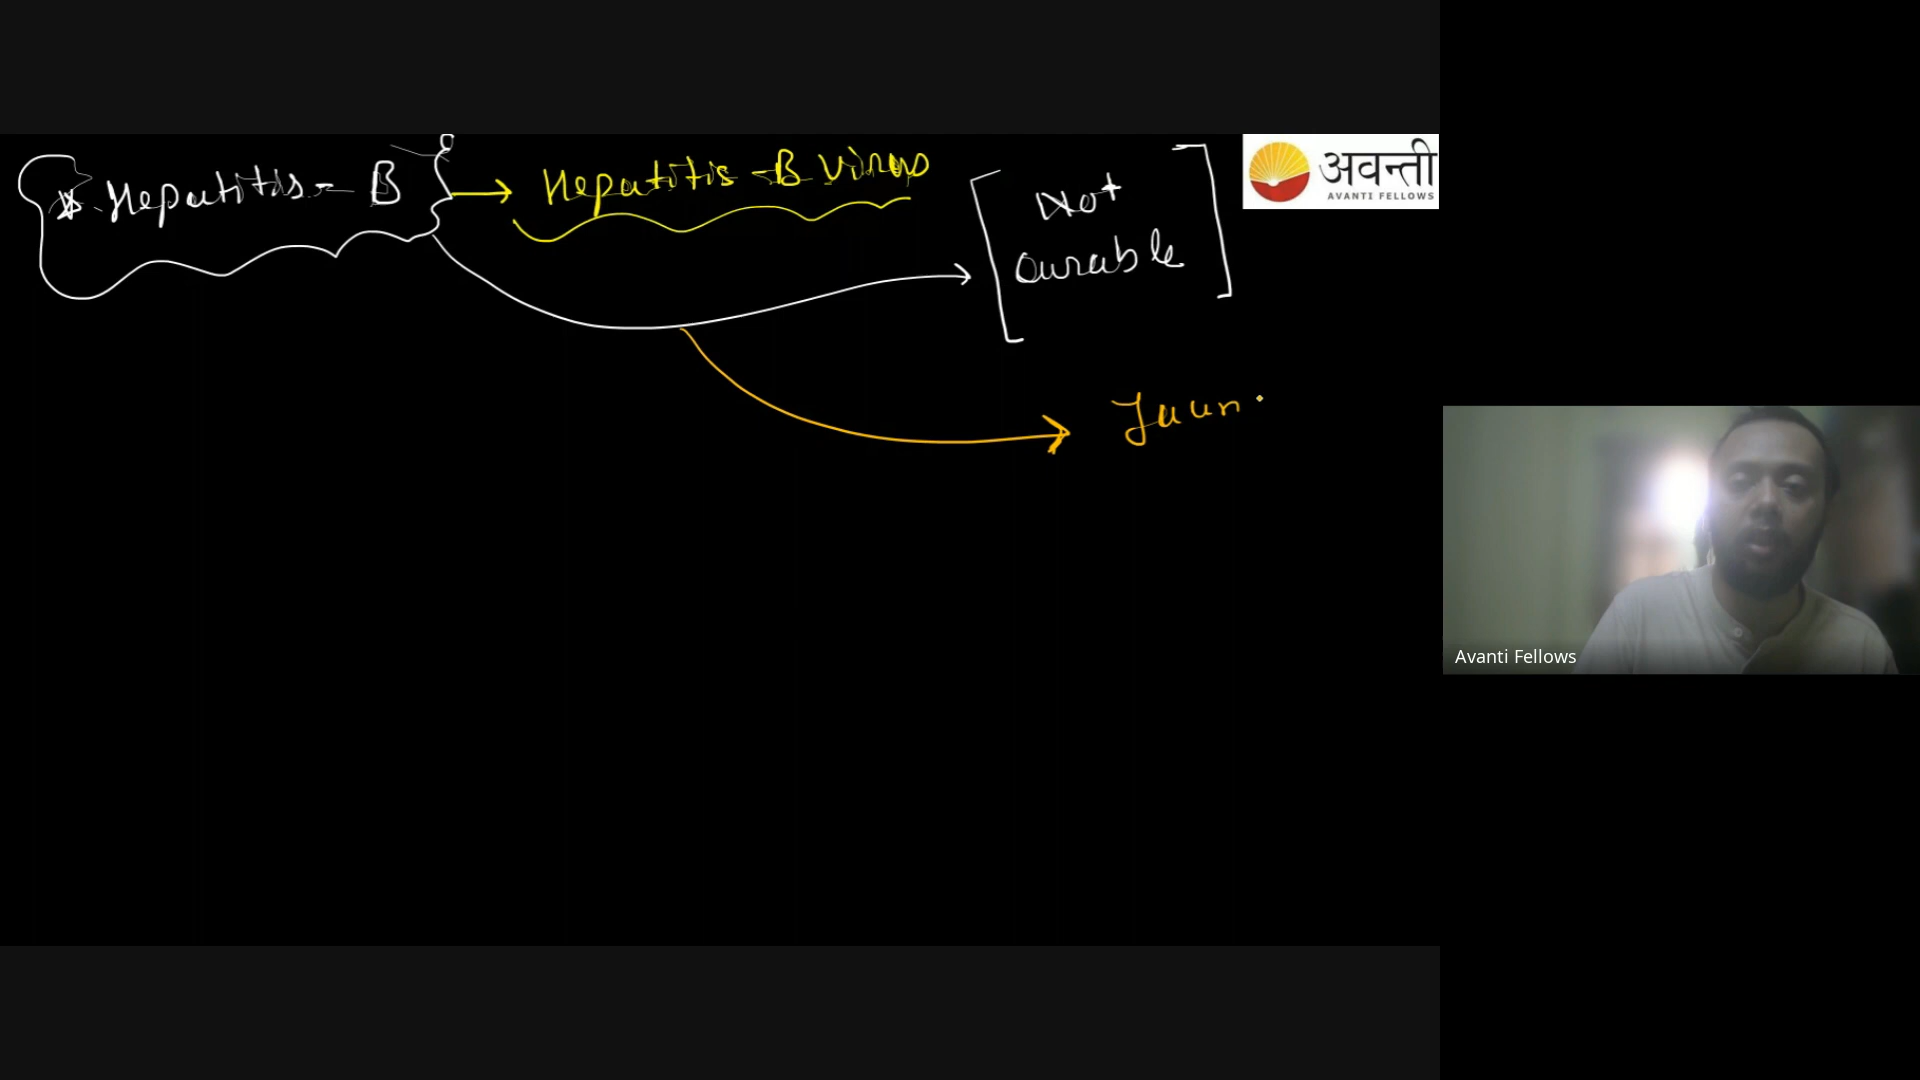 * Hepatitis - B
Hepatitis - B Virus
Not
Curable
Jaun
अवन्ती
AVANTI FELLOWS
Avanti Fellows